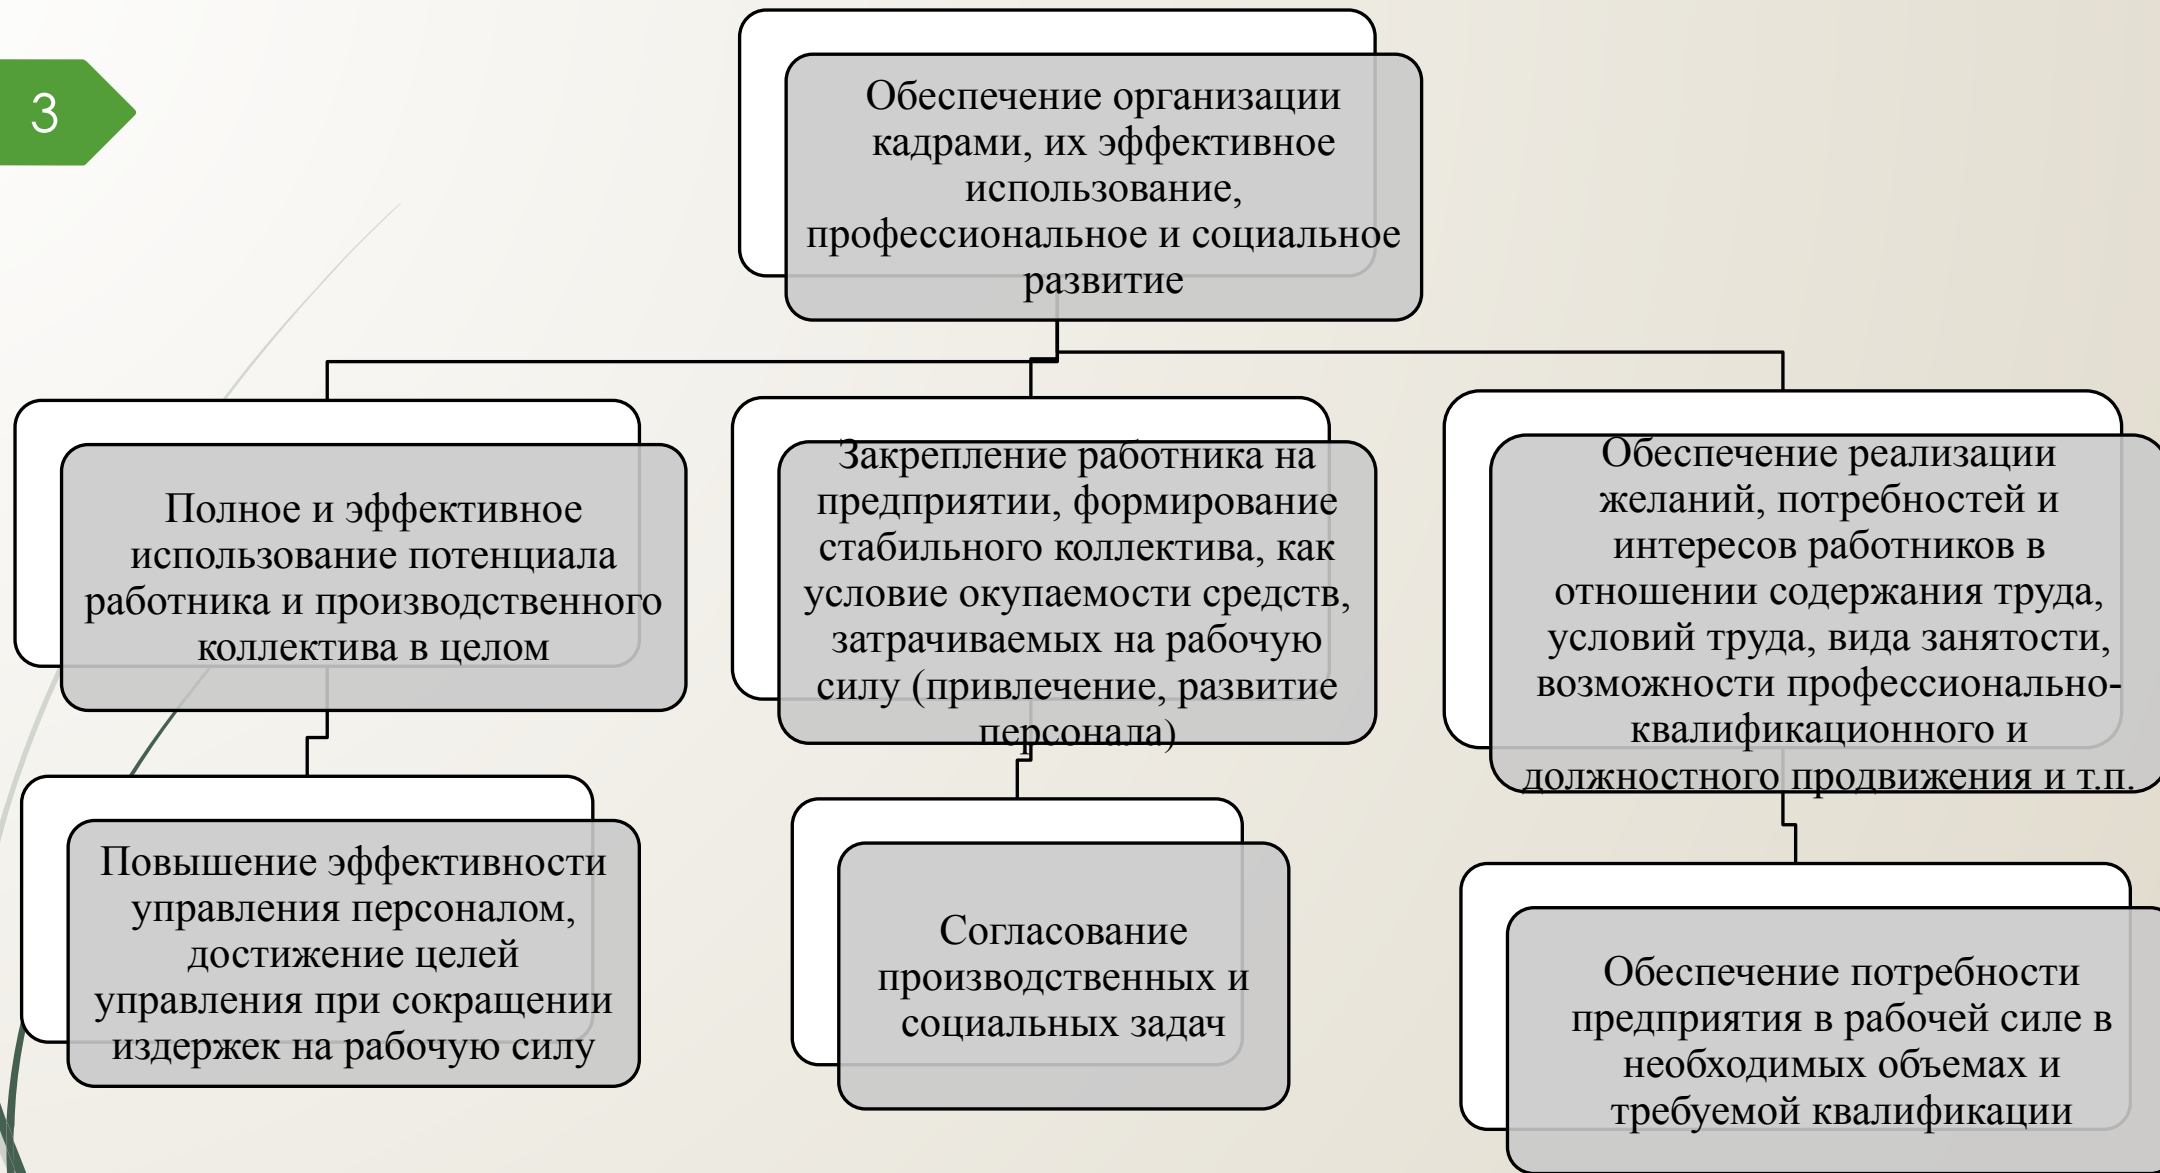 3
Обеспечение организации
кадрами, их эффективное
использование,
профессиональное и социальное
развитие
Полное и эффективное
использование потенциала
работника и производственного
коллектива в целом
Закрепление работника на
предприятии, формирование
стабильного коллектива, как
условие окупаемости средств,
затрачиваемых на рабочую
силу (привлечение, развитие
персонала)
Обеспечение реализации
желаний, потребностей и
интересов работников в
отношении содержания труда,
условий труда, вида занятости,
возможности профессионально-
квалификационного и
должностного продвижения и т.п.
Повышение эффективности
управления персоналом,
достижение целей
управления при сокращении
издержек на рабочую силу
Согласование
производственных и
социальных задач
Обеспечение потребности
предприятия в рабочей силе в
необходимых объемах и
требуемой квалификации